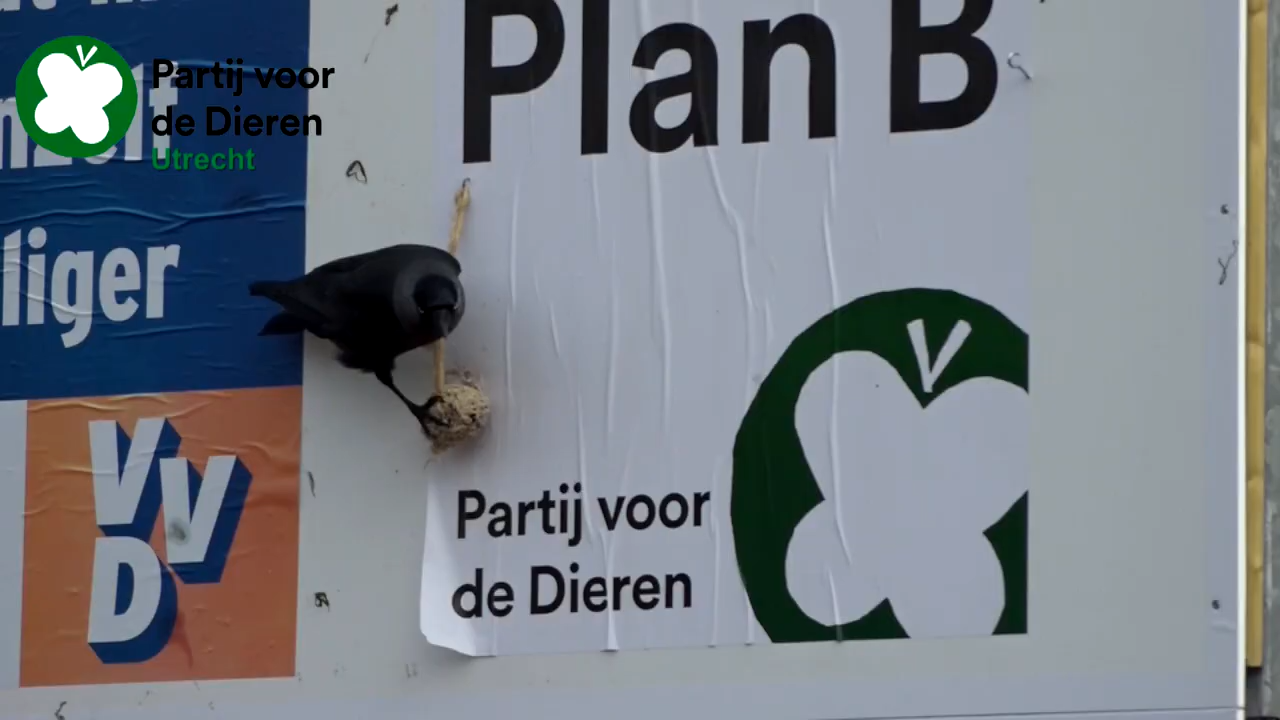 Partij voor
de Dieren
Utrecht
liger
VVD
Plan B
Partij voor
de Dieren